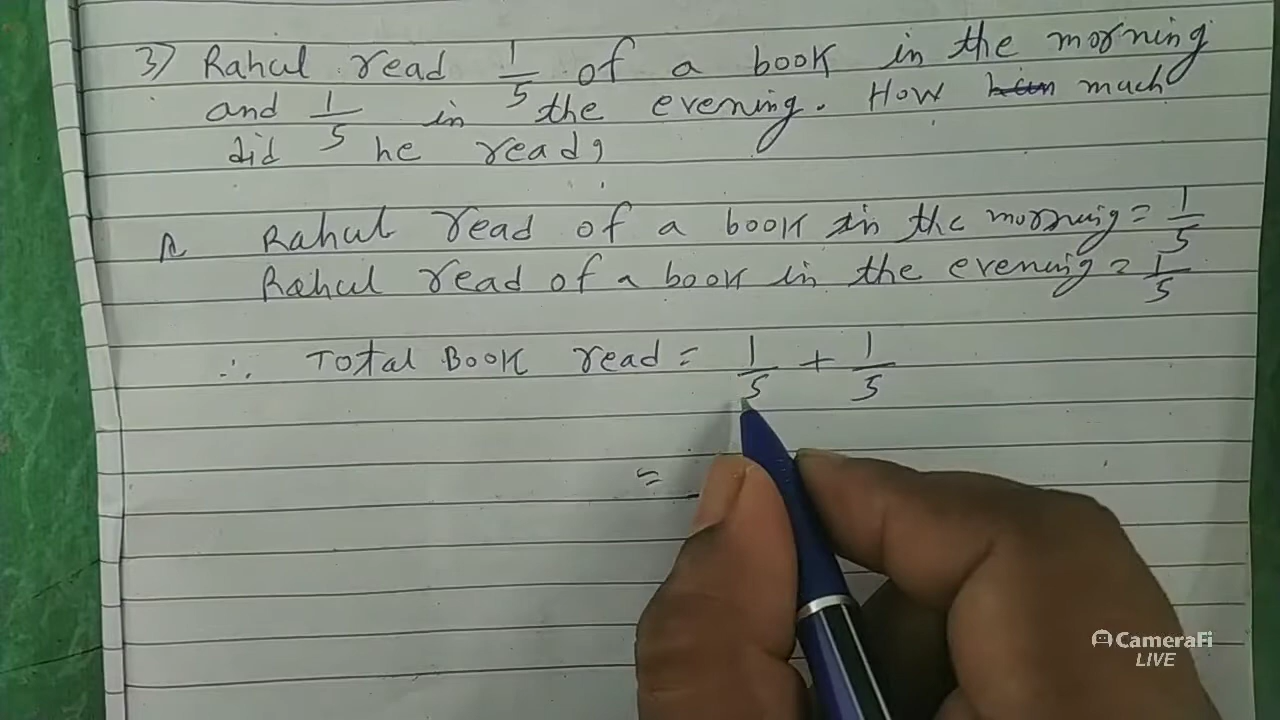 3) Rahul read 1/5 of a book in the morning
and 1/5 in the evening. How much
did he read?
A Rahul read of a book in the morning = 1/5
Rahul read of a book in the evening = 1/5
∴ Total Book read = 1/5 + 1/5
=
CameraFi
LIVE